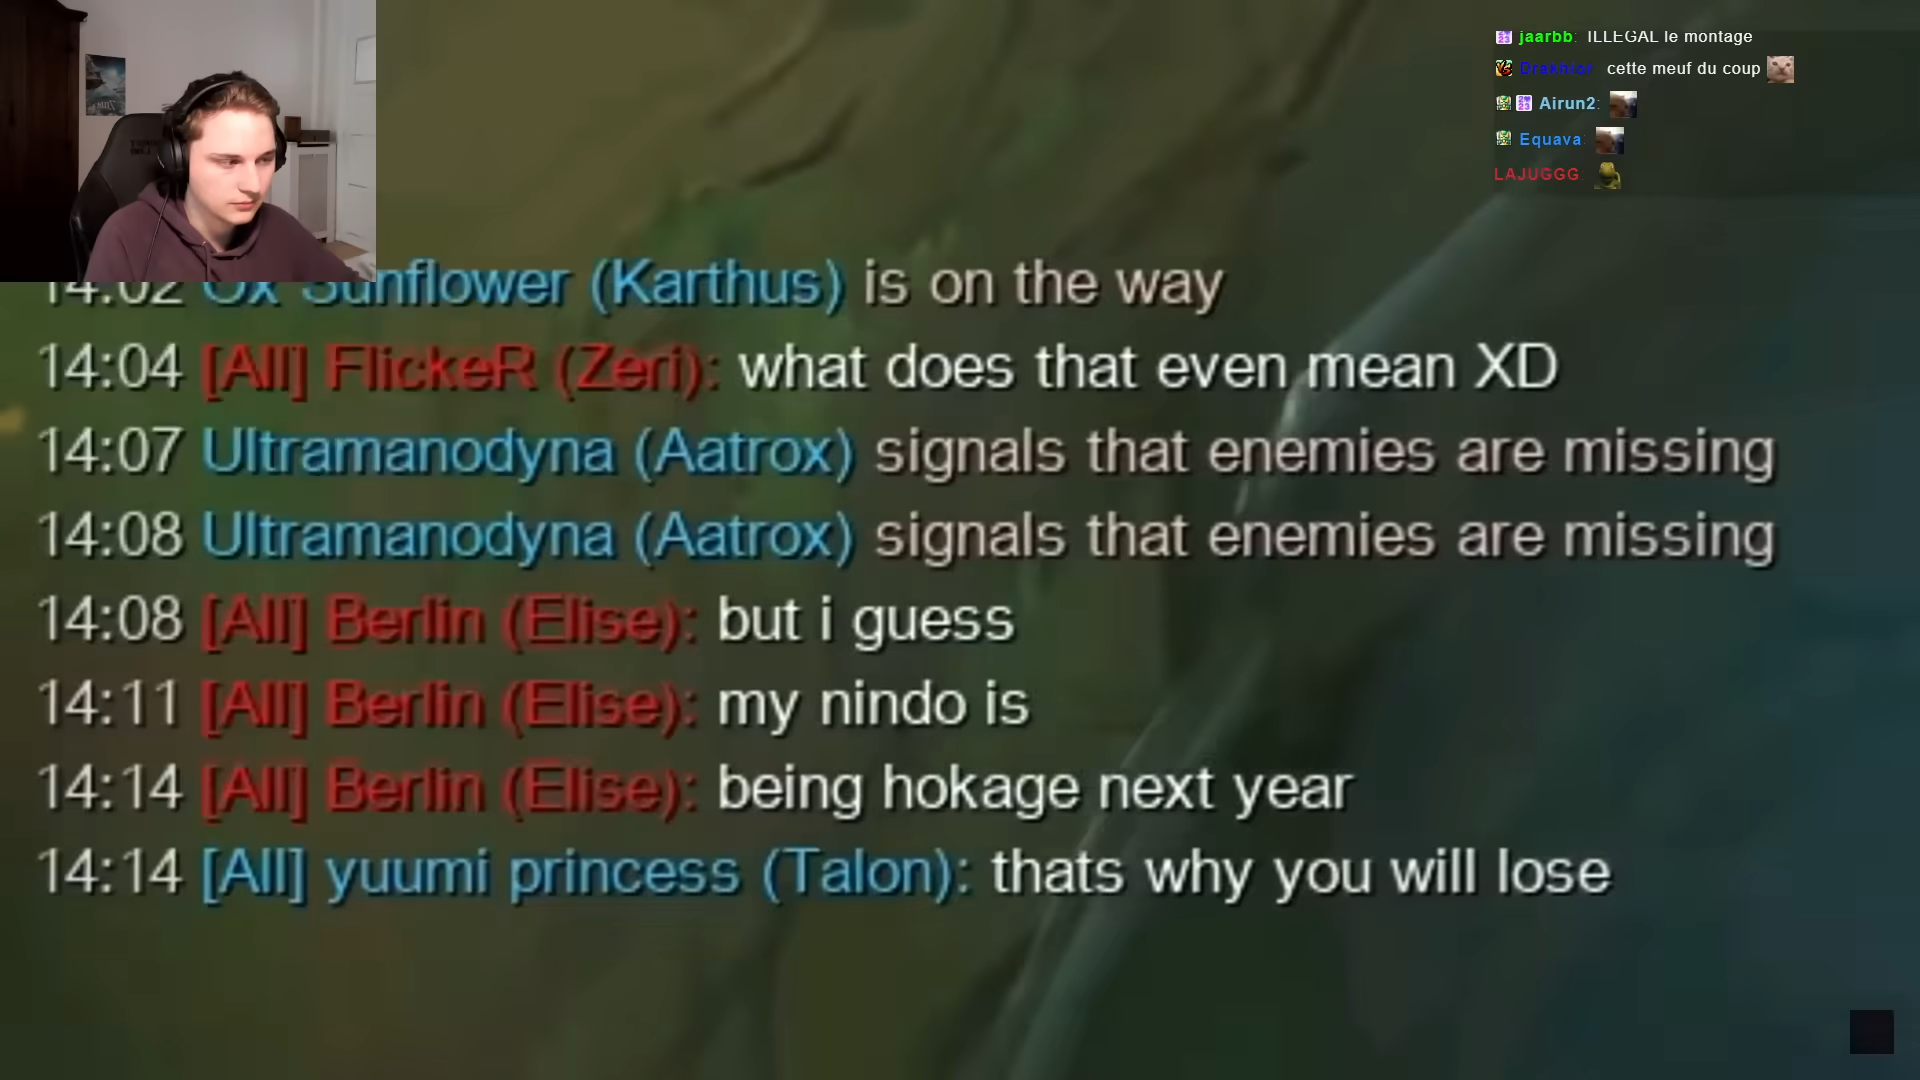 jaarbb: ILLEGAL le montage
Drakhior cette meuf du coup
Airun2:
Equava:
LAJUGGG
14:02 Ox Sunflower (Karthus) is on the way
14:04 [All] FlickeR (Zeri): what does that even mean XD
14:07 Ultramanodyna (Aatrox) signals that enemies are missing
14:08 Ultramanodyna (Aatrox) signals that enemies are missing
14:08 [All] Berlin (Elise): but i guess
14:11 [All] Berlin (Elise): my nindo is
14:14 [All] Berlin (Elise): being hokage next year
14:14 [All] yuumi princess (Talon): thats why you will lose